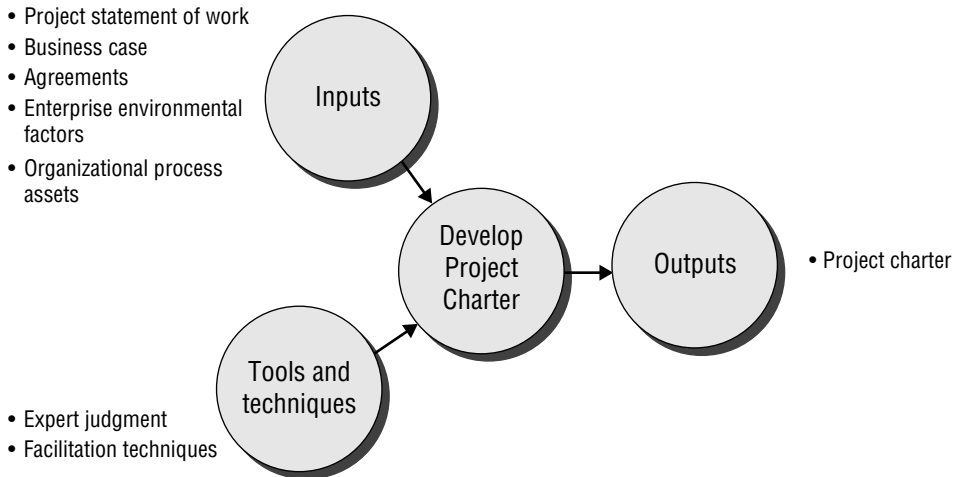 • Project statement of work
• Business case
• Agreements
• Enterprise environmental
factors
• Organizational process
assets
Inputs
Develop
Project
Charter
Outputs
• Project charter
Tools and
techniques
• Expert judgment
• Facilitation techniques